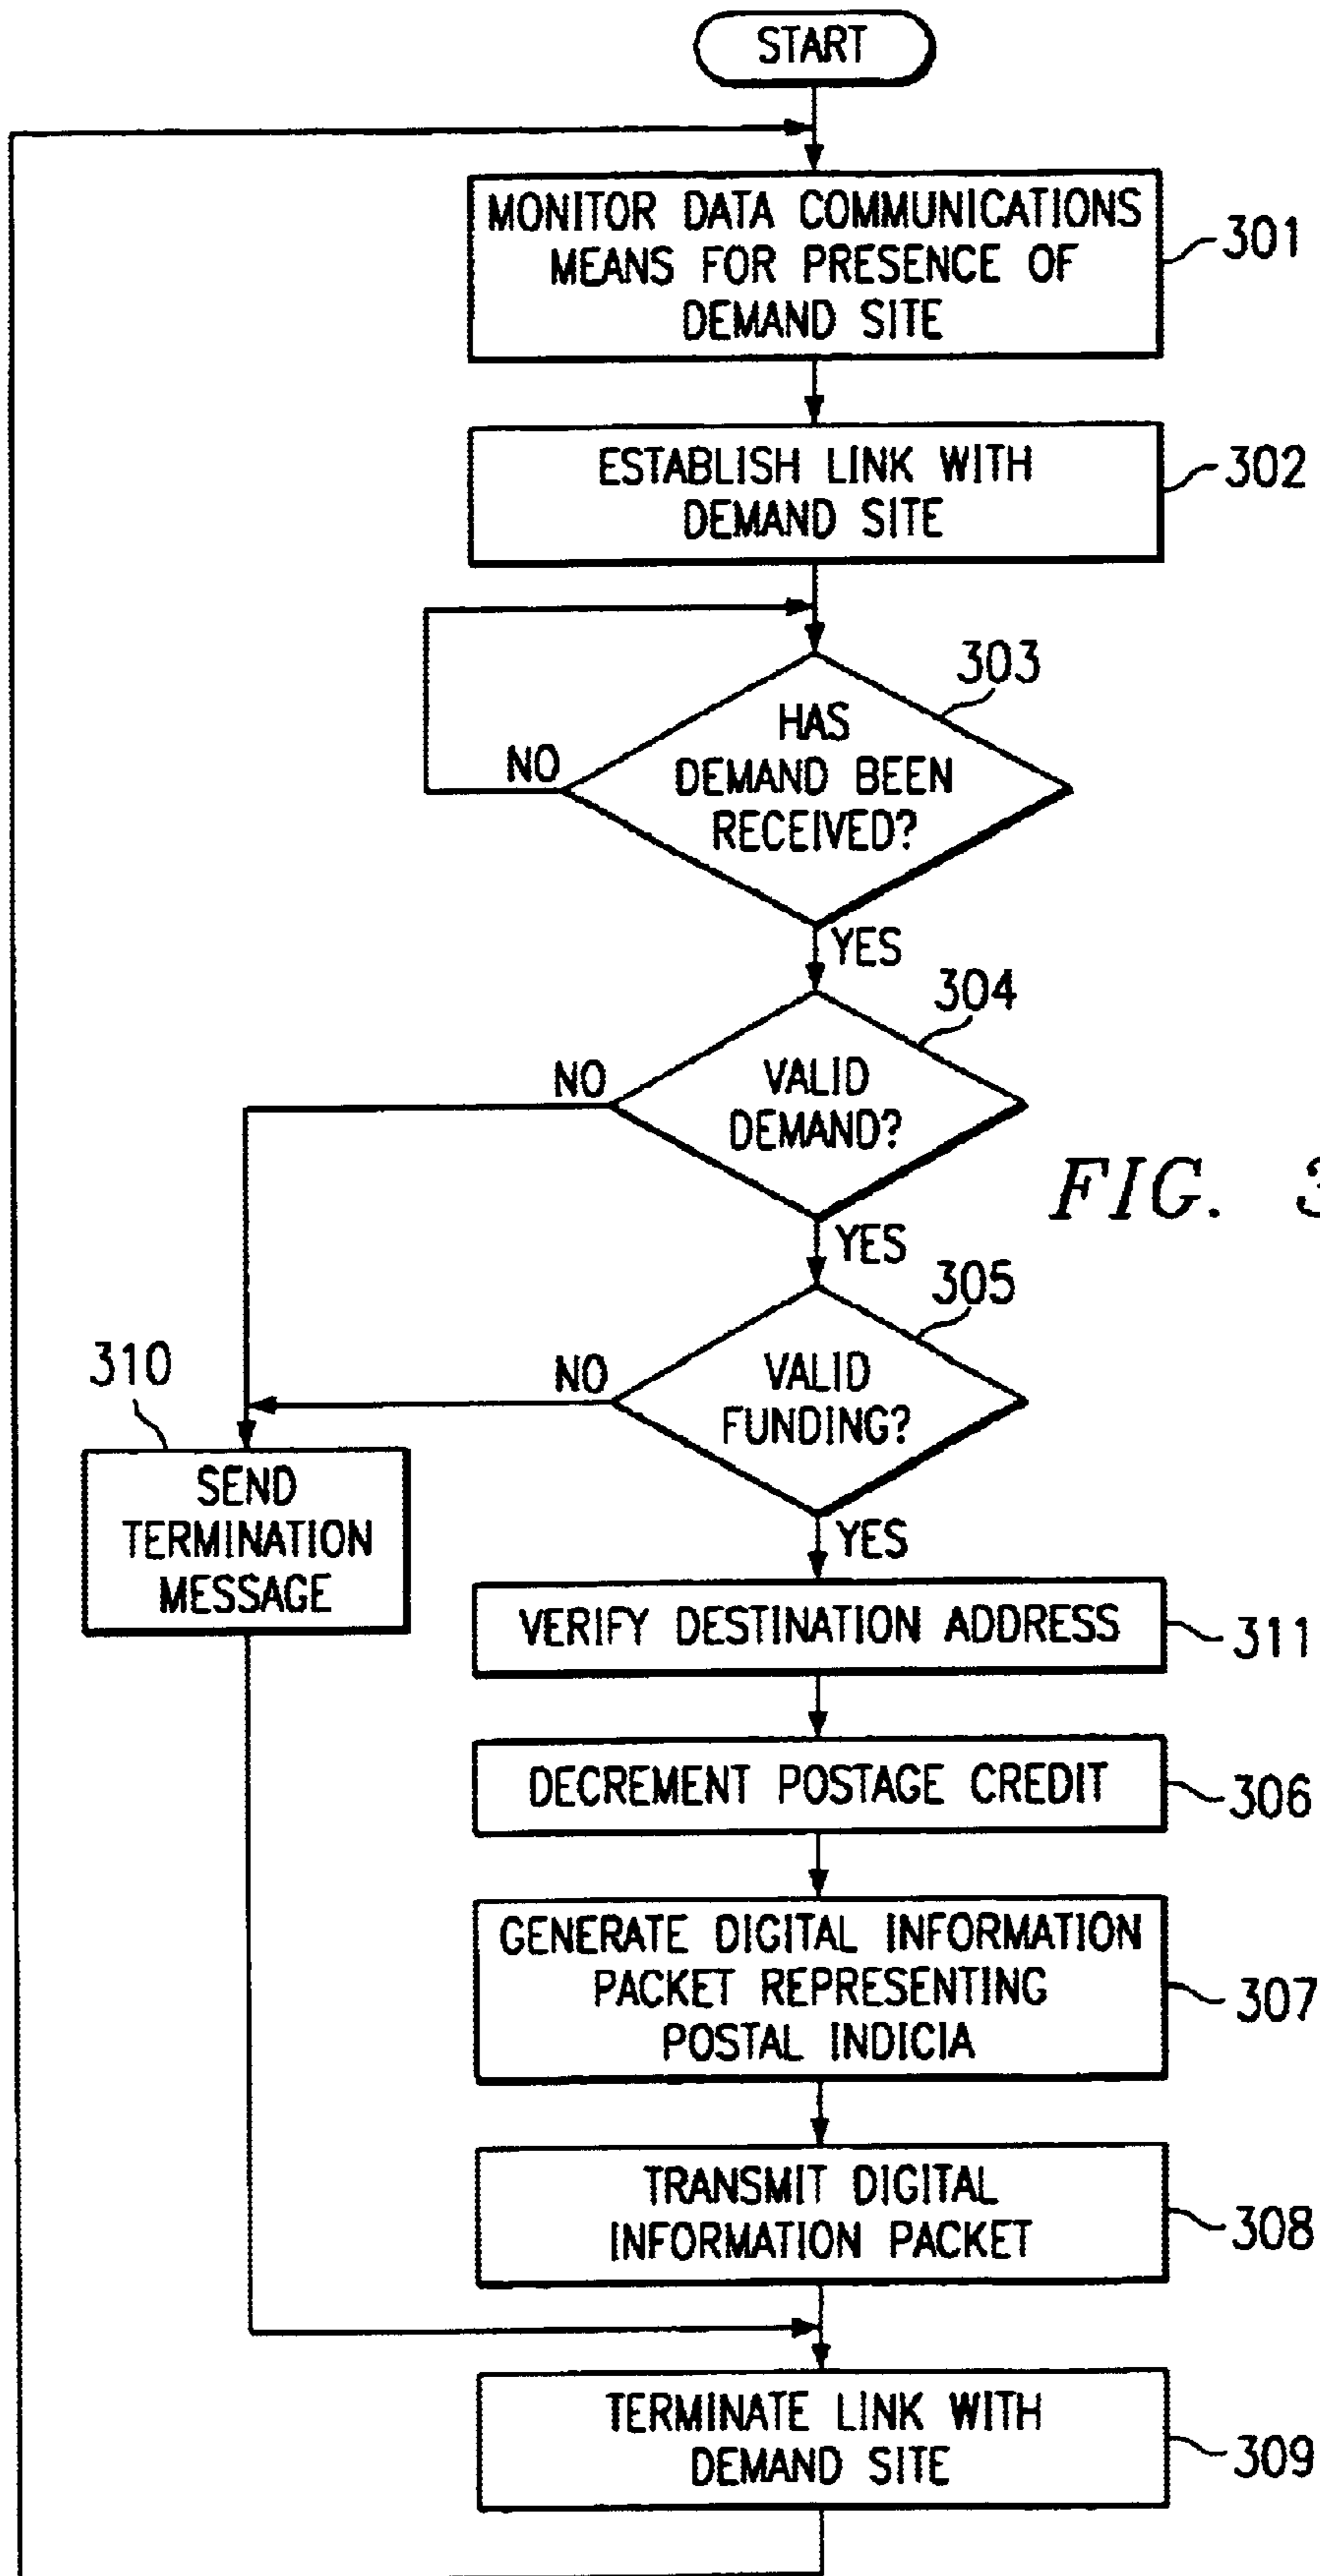 START
MONITOR DATA COMMUNICATIONS
MEANS FOR PRESENCE OF
DEMAND SITE
301
ESTABLISH LINK WITH
DEMAND SITE
302
303
HAS
DEMAND BEEN
RECEIVED?
NO
YES
304
VALID
DEMAND?
NO
FIG. 3
YES
305
VALID
FUNDING?
NO
310
SEND
TERMINATION
MESSAGE
YES
VERIFY DESTINATION ADDRESS
311
DECREMENT POSTAGE CREDIT
306
GENERATE DIGITAL INFORMATION
PACKET REPRESENTING
POSTAL INDICIA
307
TRANSMIT DIGITAL
INFORMATION PACKET
308
TERMINATE LINK WITH
DEMAND SITE
309